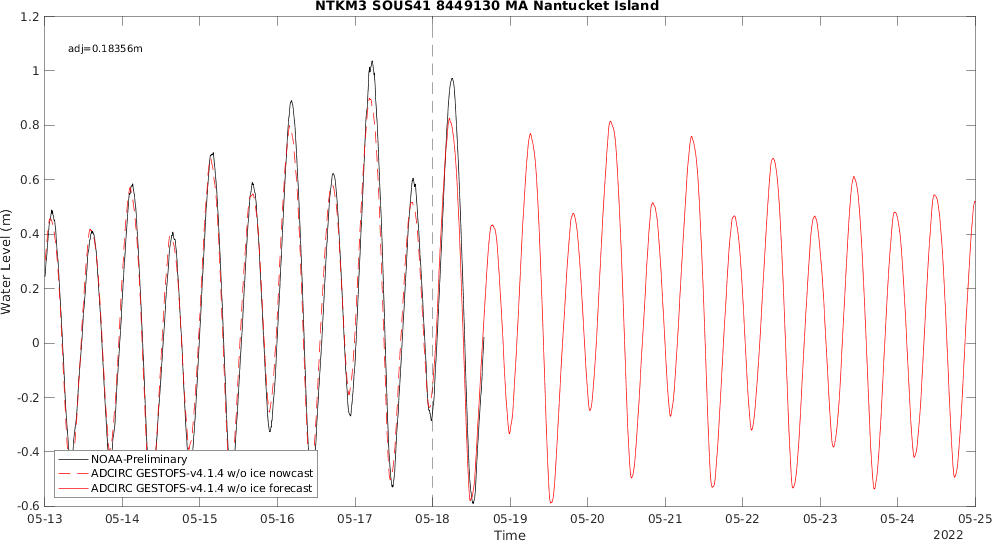 NTKM3 SOUS41 8449130 MA Nantucket Island
1.2
adj=0.18356m
1
0.8
0.6
0.4
0.2
0
-0.2
-0.4
-0.6
Water Level (m)
NOAA-Preliminary
ADCIRC GESTOFS-v4.1.4 w/o ice nowcast
ADCIRC GESTOFS-v4.1.4 w/o ice forecast
05-13 05-14 05-15 05-16 05-17 05-18 05-19 05-20 05-21 05-22 05-23 05-24 05-25
Time
2022